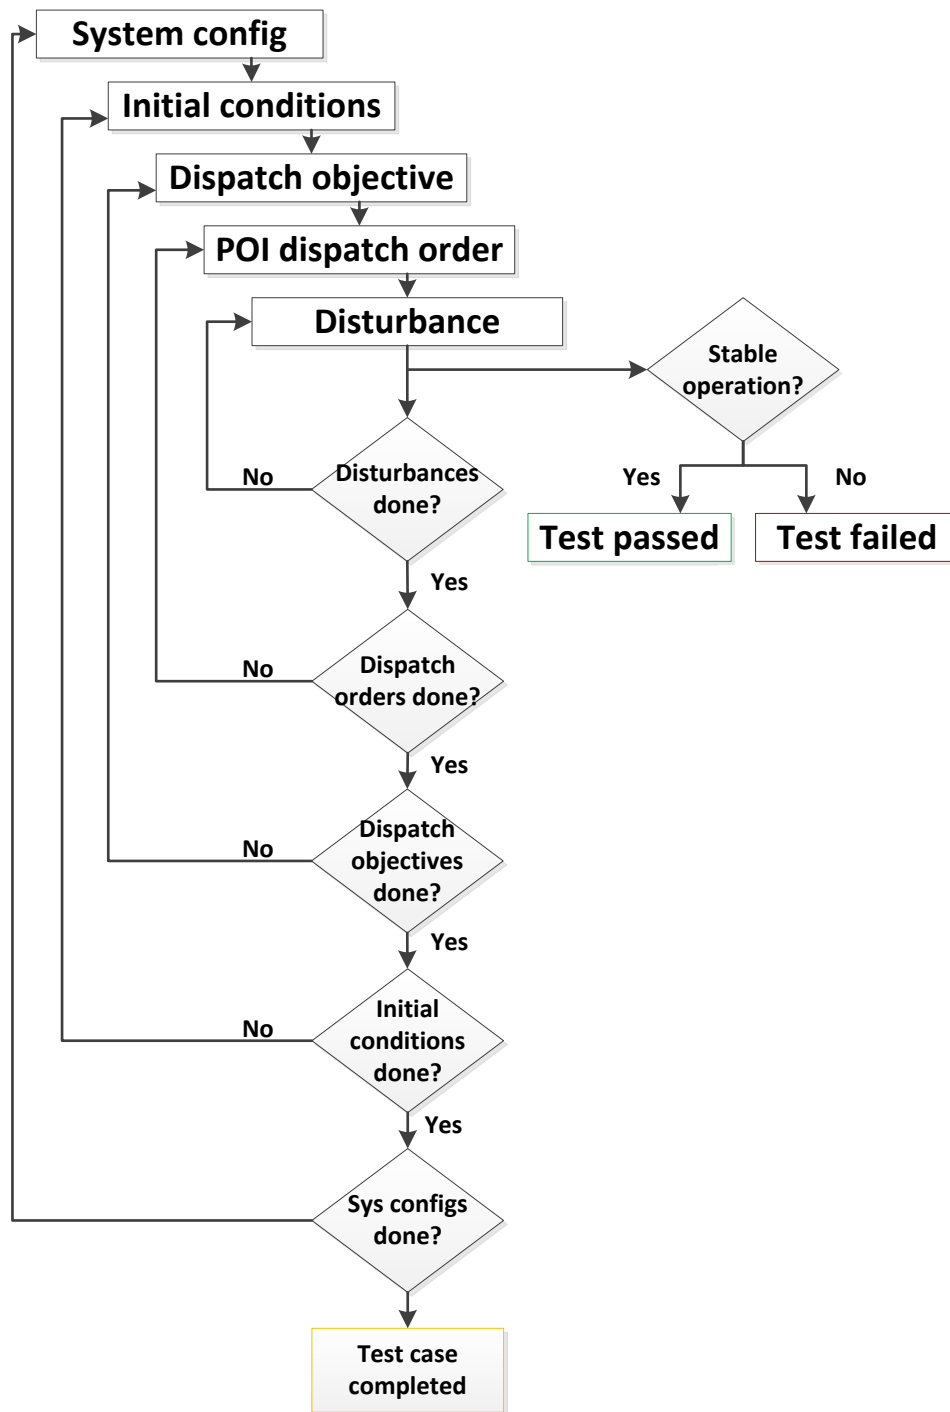 System config
Initial conditions
Dispatch objective
POI dispatch order
Disturbance
Stable
operation?
Yes
No
Test passed
Test failed
No
Disturbances
done?
Yes
No
Dispatch
orders done?
Yes
No
Dispatch
objectives
done?
Yes
No
Initial
conditions
done?
Yes
Sys configs
done?
Test case
completed